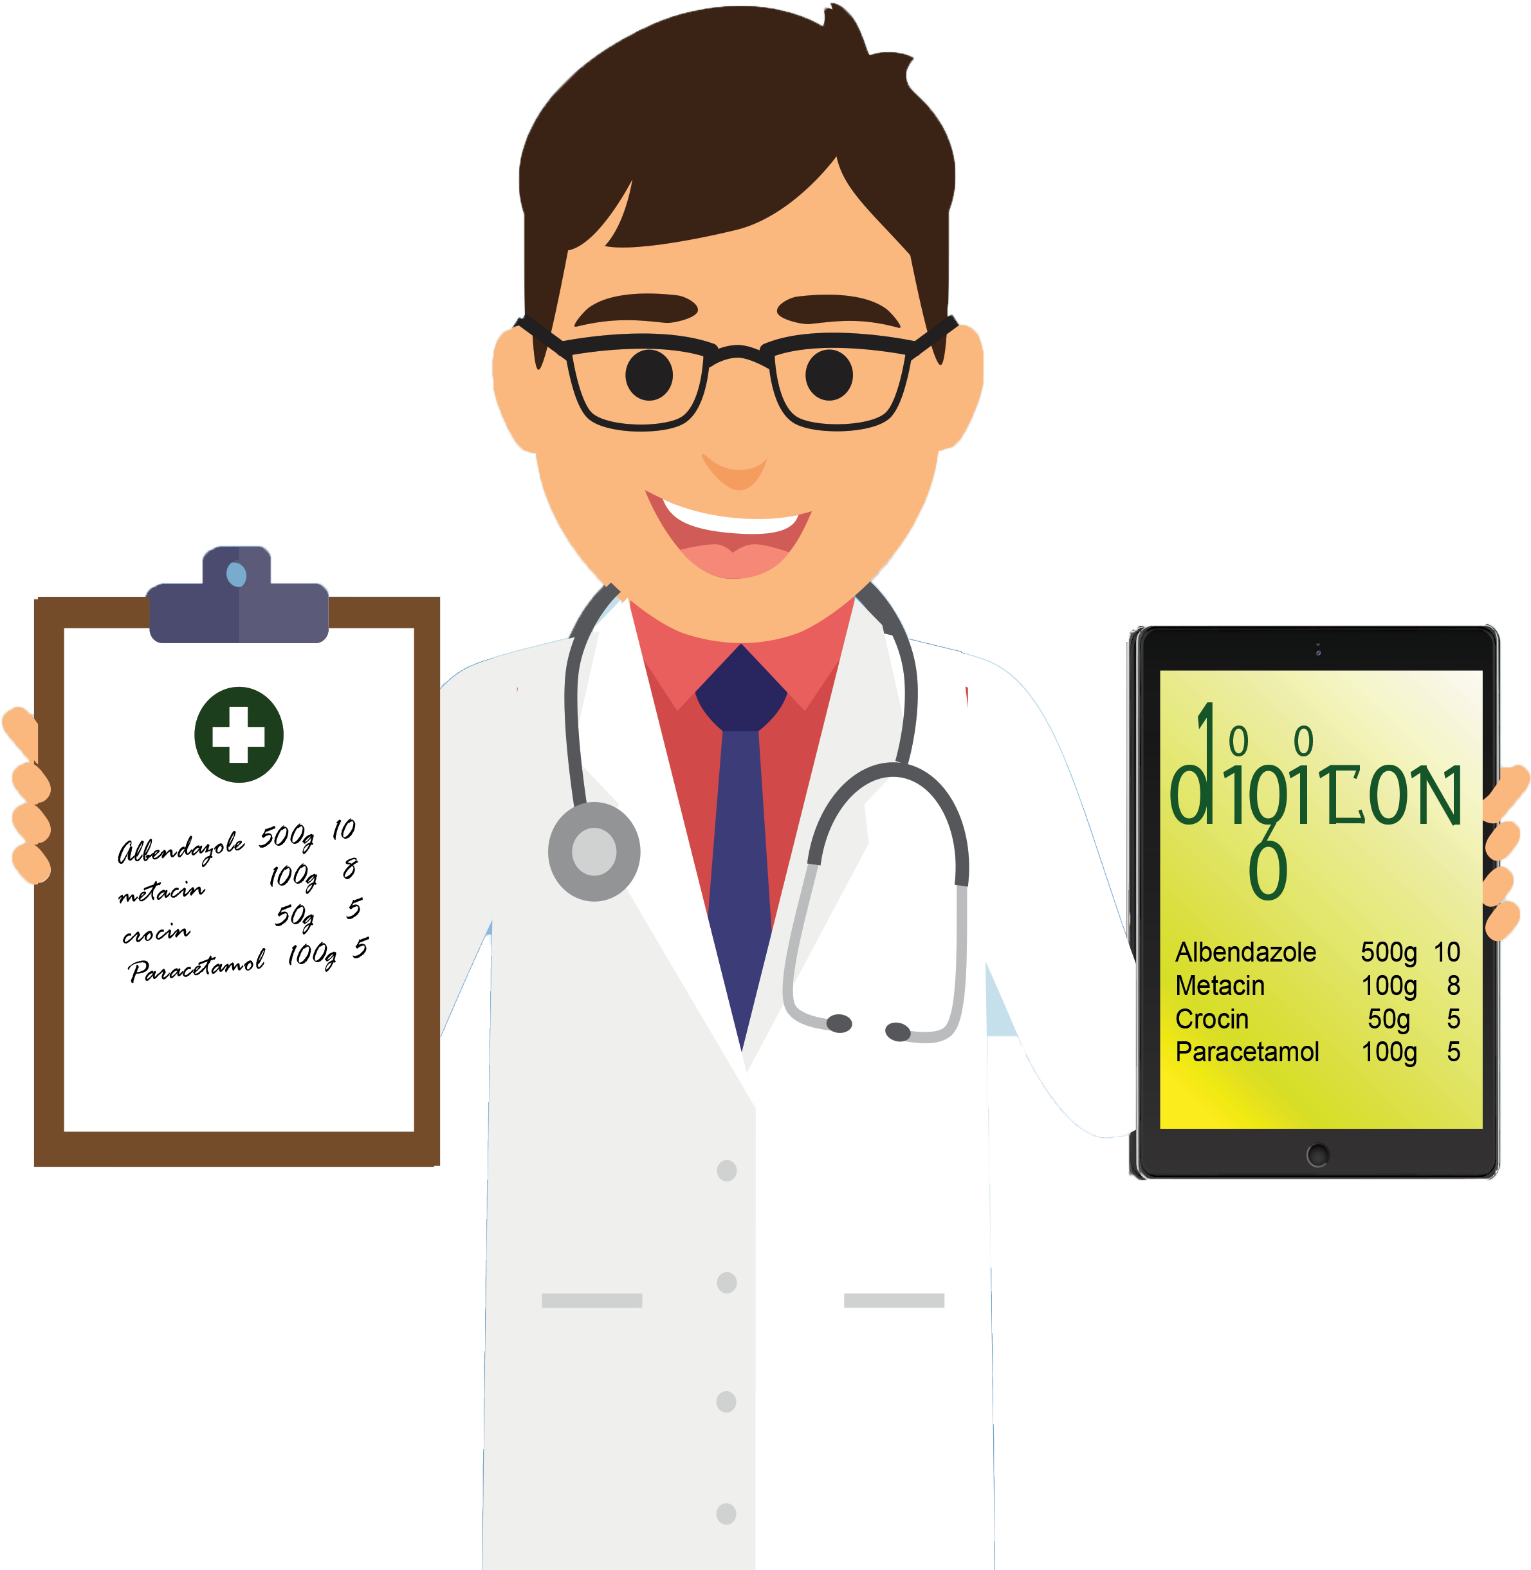 Albendazole 500g 10
metacin 100g 8
crocin 50g 5
Paracetamol 100g 5
digiTON
Albendazole 500g 10
Metacin 100g 8
Crocin 50g 5
Paracetamol 100g 5